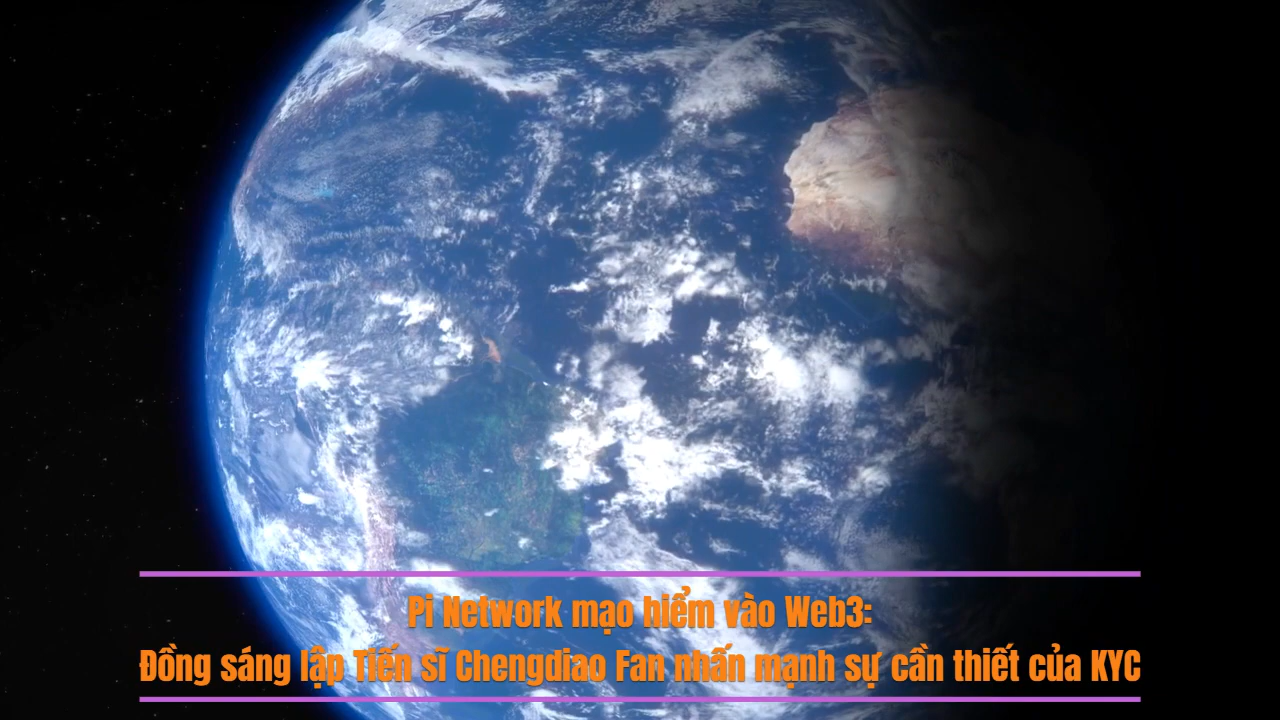 Pi Network mạo hiểm vào Web3:
Đồng sáng lập Tiến sĩ Chengdiao Fan nhấn mạnh sự cần thiết của KYC